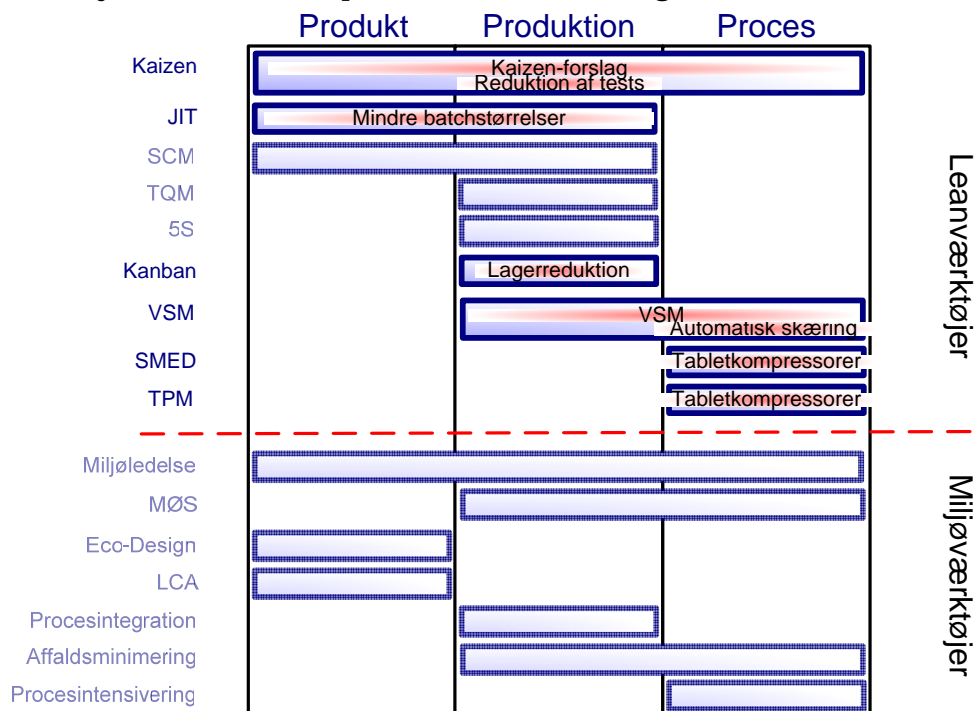 Produkt Produktion Proces
Kaizen Kaizen-forslag
Reduktion af tests
JIT Mindre batchstørrelser
SCM
TQM
5S
Kanban Lagerreduktion
VSM VSM
Automatisk skæring
SMED Tabletkompressorer
TPM Tabletkompressorer
Leanværktøjer
Miljøledelse
MØS
Eco-Design
LCA
Procesintegration
Affaldsminimering
Procesintensivering
Miljøværktøjer